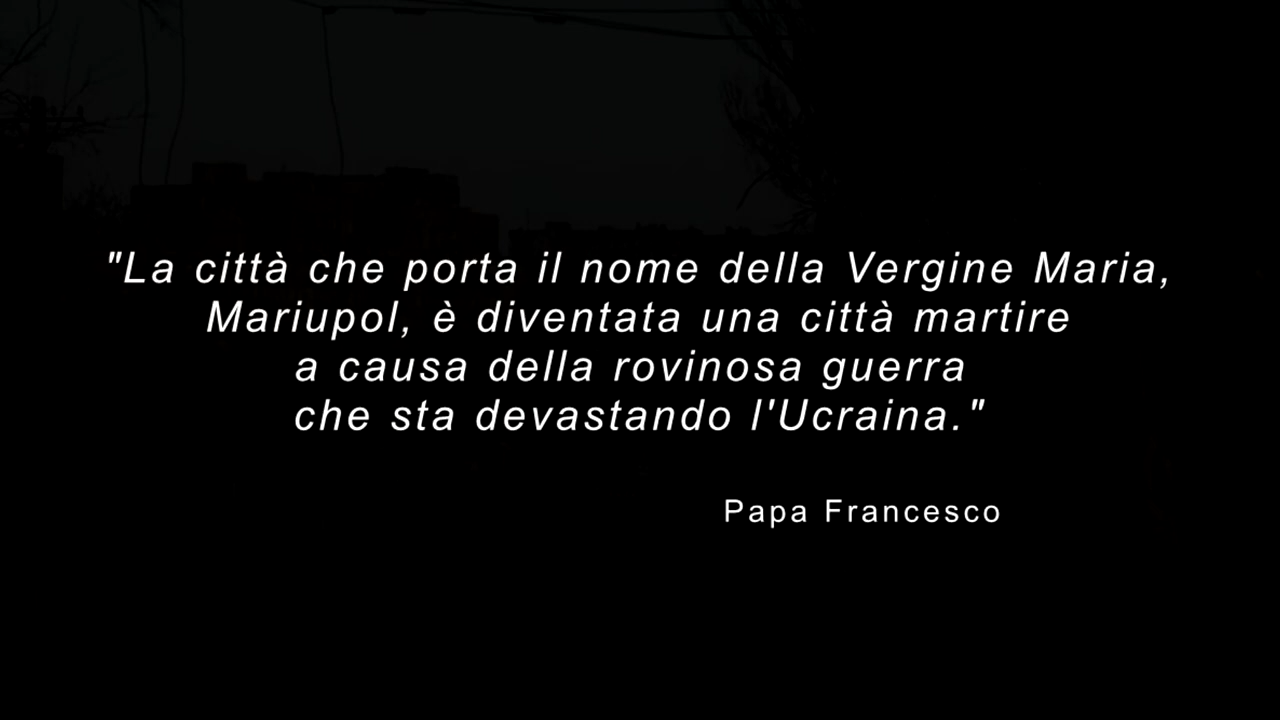 "La città che porta il nome della Vergine Maria,
Mariupol, è diventata una città martire
a causa della rovinosa guerra
che sta devastando l'Ucraina."
Papa Francesco